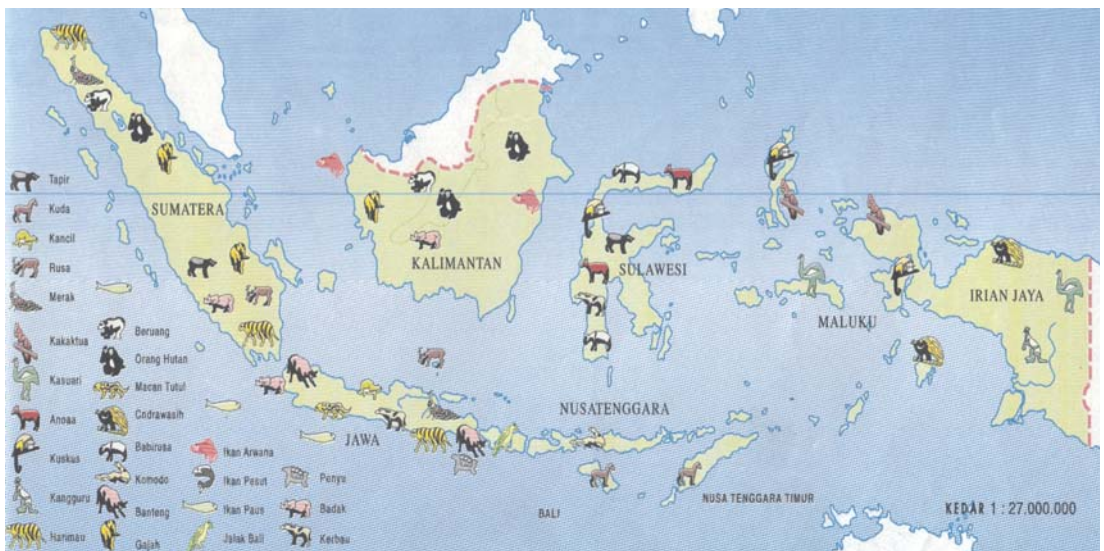 Tapir
Kuda
Kancil
Rusa
Merak
Kakaktua
Kasuari
Anoaa
Kuskus
Kangguru
Harimau
Beruang
Orang Hutan
Macan Tutul
Cndrawasih
Babirusa
Komodo
Banteng
Gajah
Ikan Arwana
Ikan Pesut
Ikan Paus
Jalak Bali
Penyu
Badak
Kerbau
SUMATERA
KALIMANTAN
SULAWESI
MALUKU
IRIAN JAYA
JAWA
NUSATENGGARA
BALI
NUSA TENGGARA TIMUR
KEDAR 1 : 27,000,000